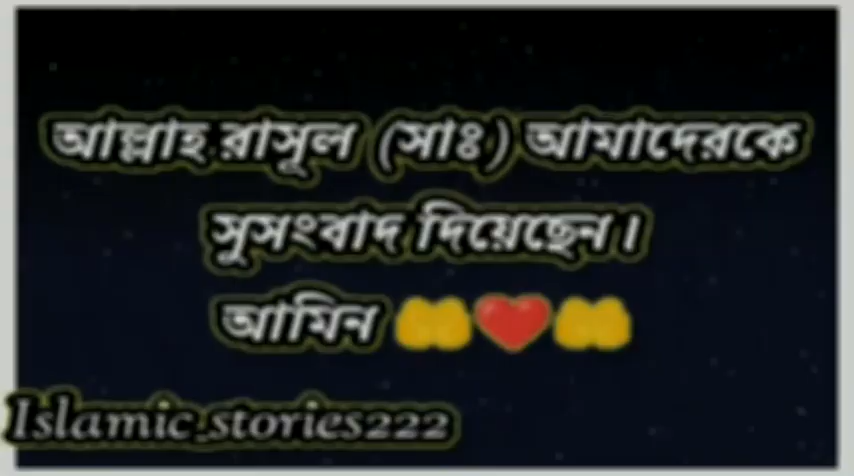 আল্লাহ রাসূল (সাঃ) আমাদেরকে
সুসংবাদ দিয়েছেন।
আমিন 🤲❤️🤲
Islamic_stories222